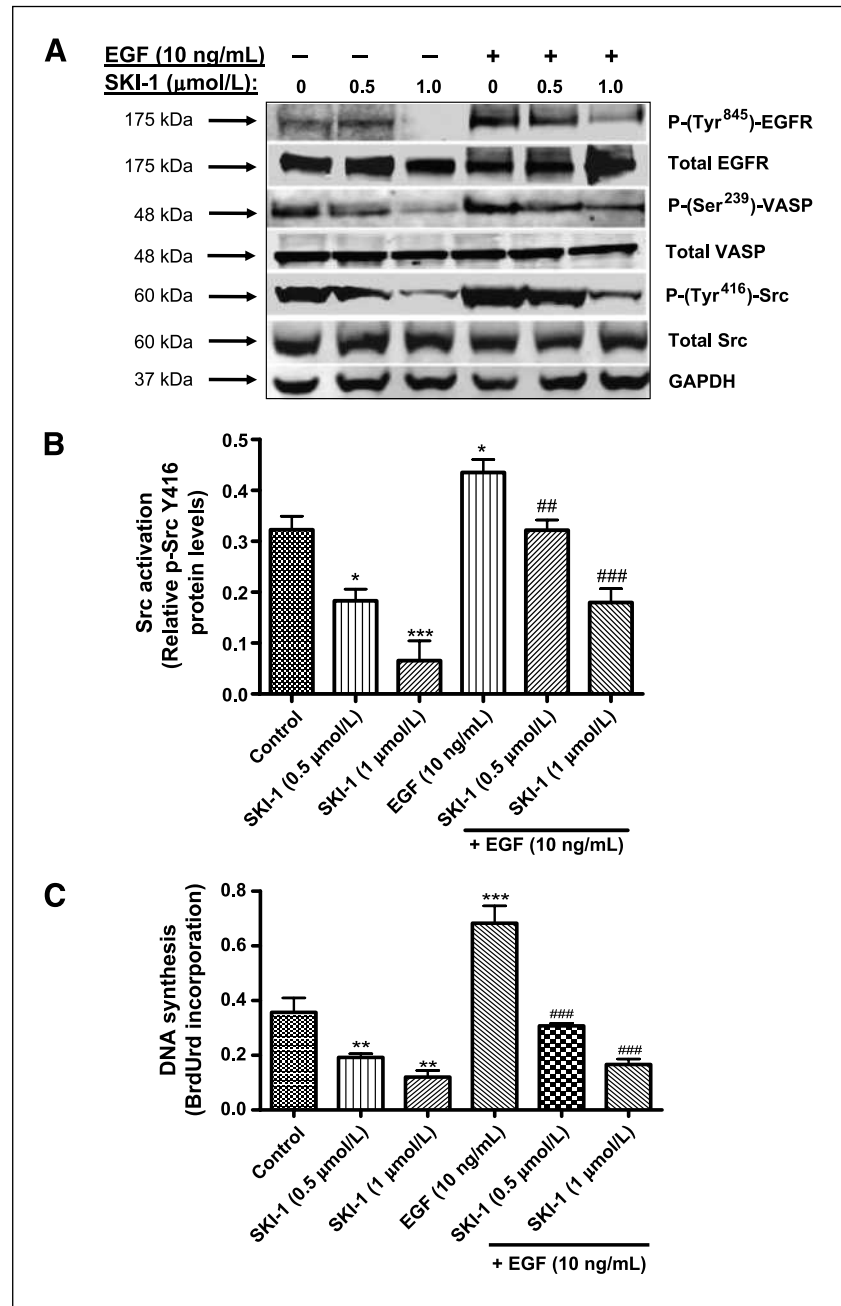 A
EGF (10 ng/mL) – – – + + +
SKI-1 (μmol/L): 0 0.5 1.0 0 0.5 1.0
175 kDa P-(Tyr845)-EGFR
175 kDa Total EGFR
48 kDa P-(Ser239)-VASP
48 kDa Total VASP
60 kDa P-(Tyr416)-Src
60 kDa Total Src
37 kDa GAPDH
B
Src activation
(Relative p-Src Y416
protein levels)
0.5
0.4
0.3
0.2
0.1
0.0
* *** * ## ###
Control
SKI-1 (0.5 μmol/L)
SKI-1 (1 μmol/L)
EGF (10 ng/mL)
SKI-1 (0.5 μmol/L)
SKI-1 (1 μmol/L)
+ EGF (10 ng/mL)
C
DNA synthesis
(BrdUrd incorporation)
0.8
0.6
0.4
0.2
0.0
** ** *** ### ###
Control
SKI-1 (0.5 μmol/L)
SKI-1 (1 μmol/L)
EGF (10 ng/mL)
SKI-1 (0.5 μmol/L)
SKI-1 (1 μmol/L)
+ EGF (10 ng/mL)